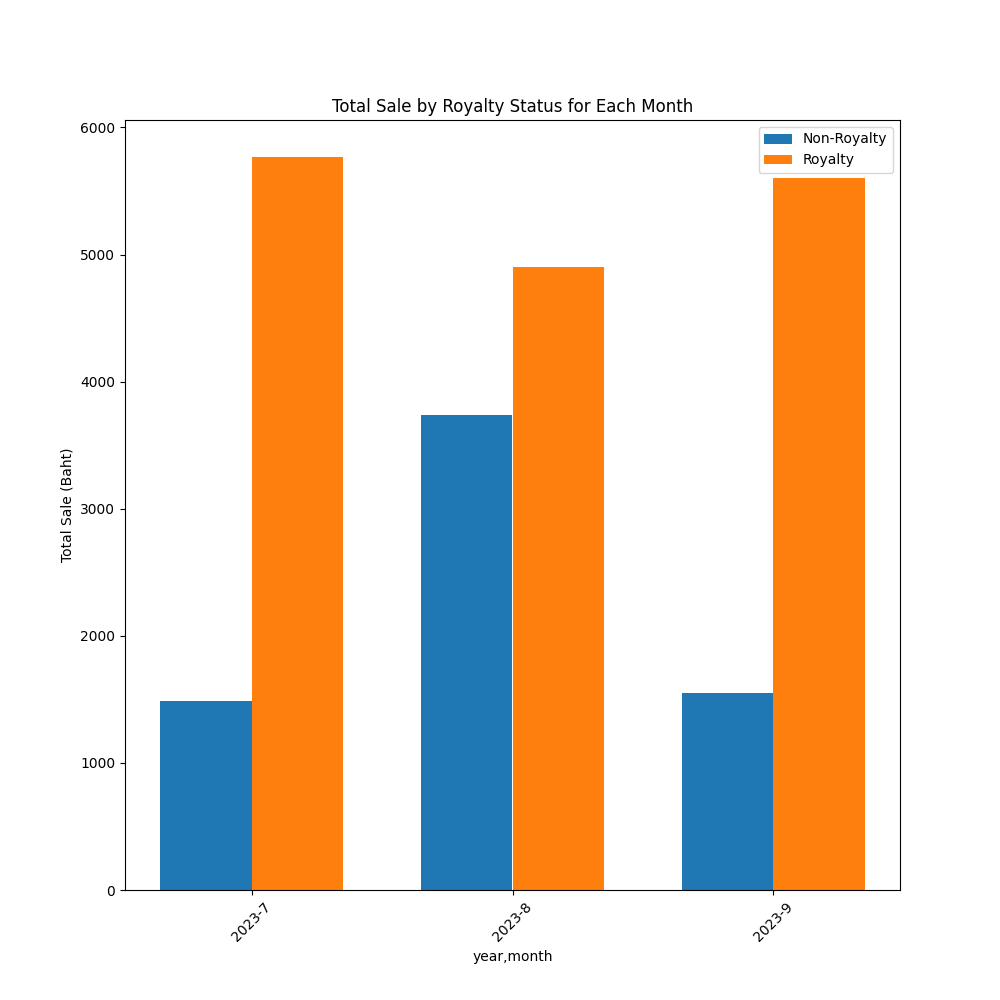 Total Sale by Royalty Status for Each Month
Non-Royalty
Royalty
6000
5000
4000
3000
2000
1000
0
Total Sale (Baht)
2023-7
2023-8
2023-9
year,month